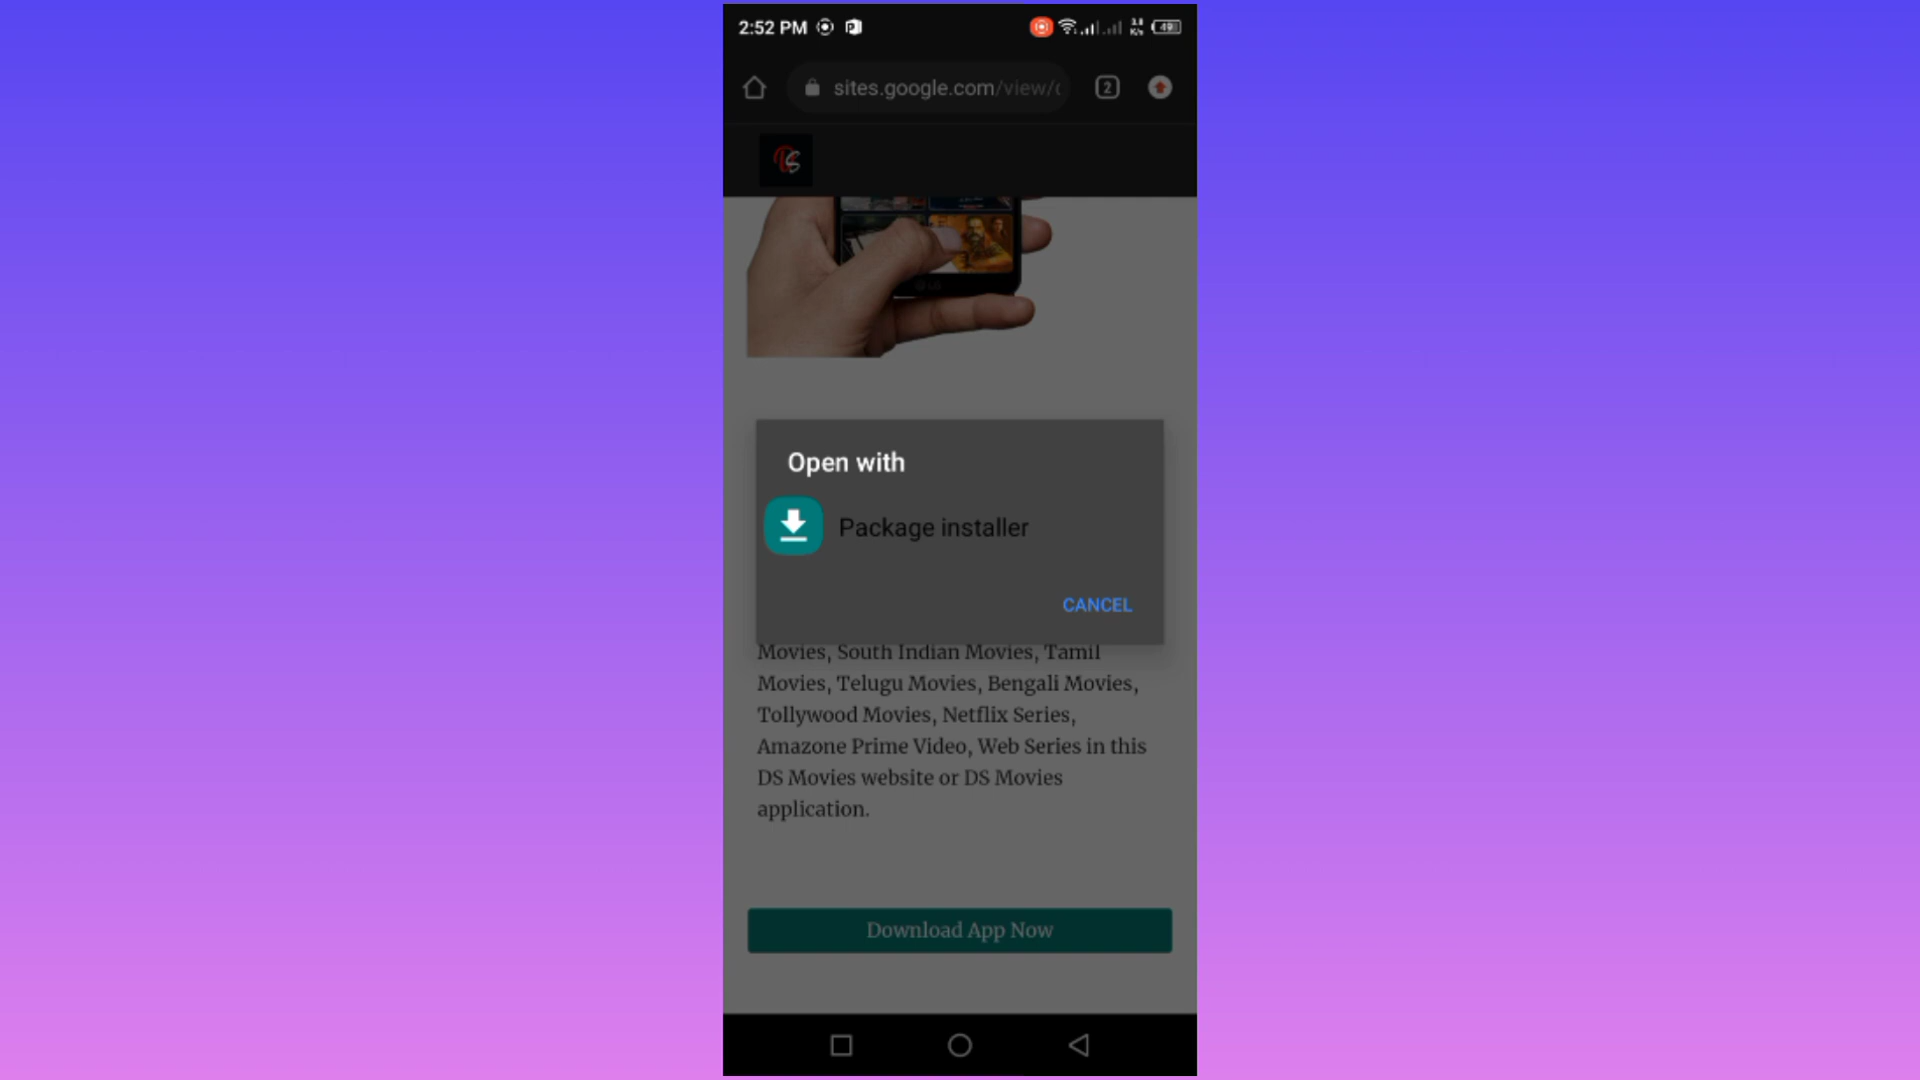 2:52 PM
49
sites.google.com/view/
2
Open with
Package installer
CANCEL
Movies, South Indian Movies, Tamil
Movies, Telugu Movies, Bengali Movies,
Tollywood Movies, Netflix Series,
Amazone Prime Video, Web Series in this
DS Movies website or DS Movies
application.
Download App Now